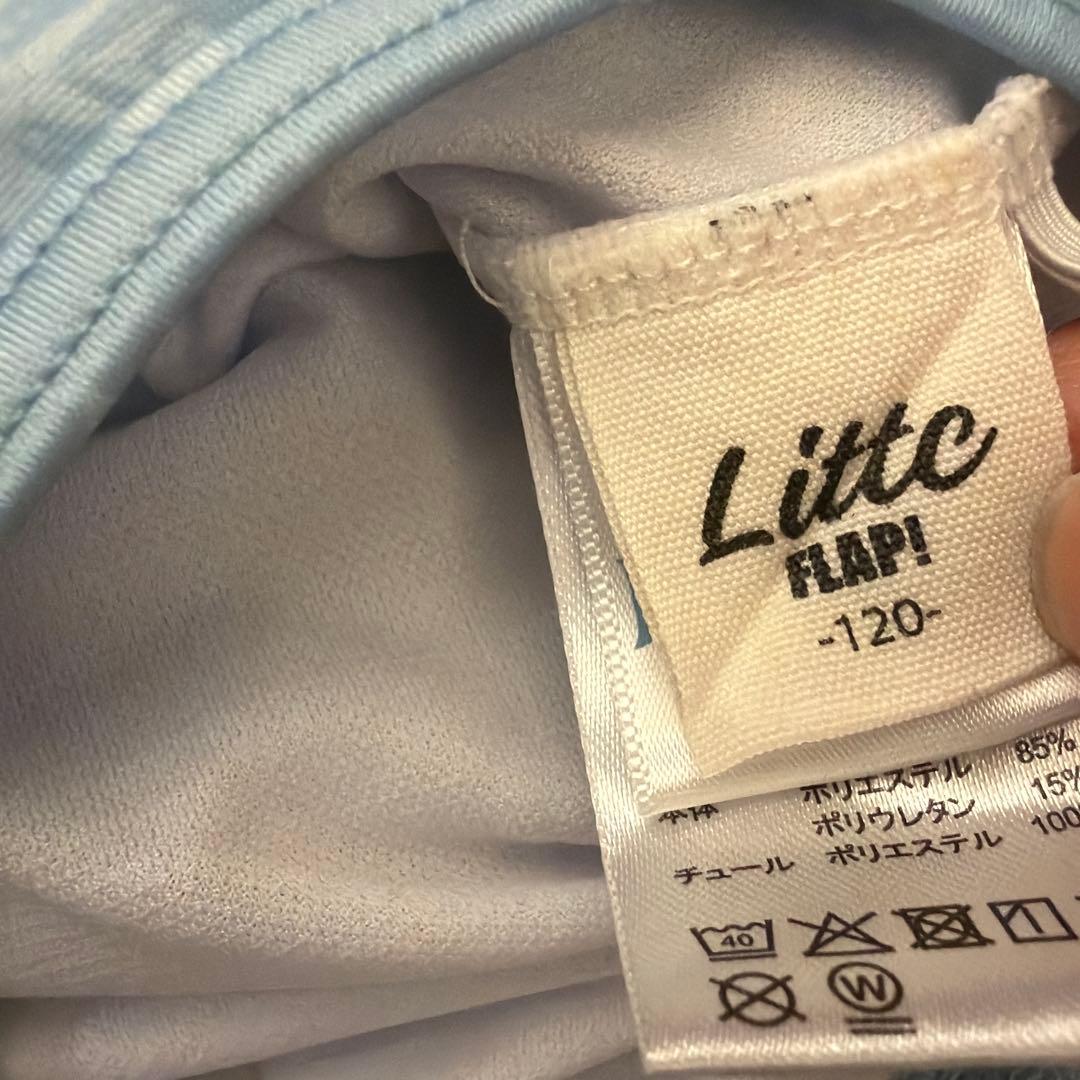 Littc
FLAP!
-120-
本体 ポリエステル 85%
ポリウレタン 15%
チュール ポリエステル 100
40
W